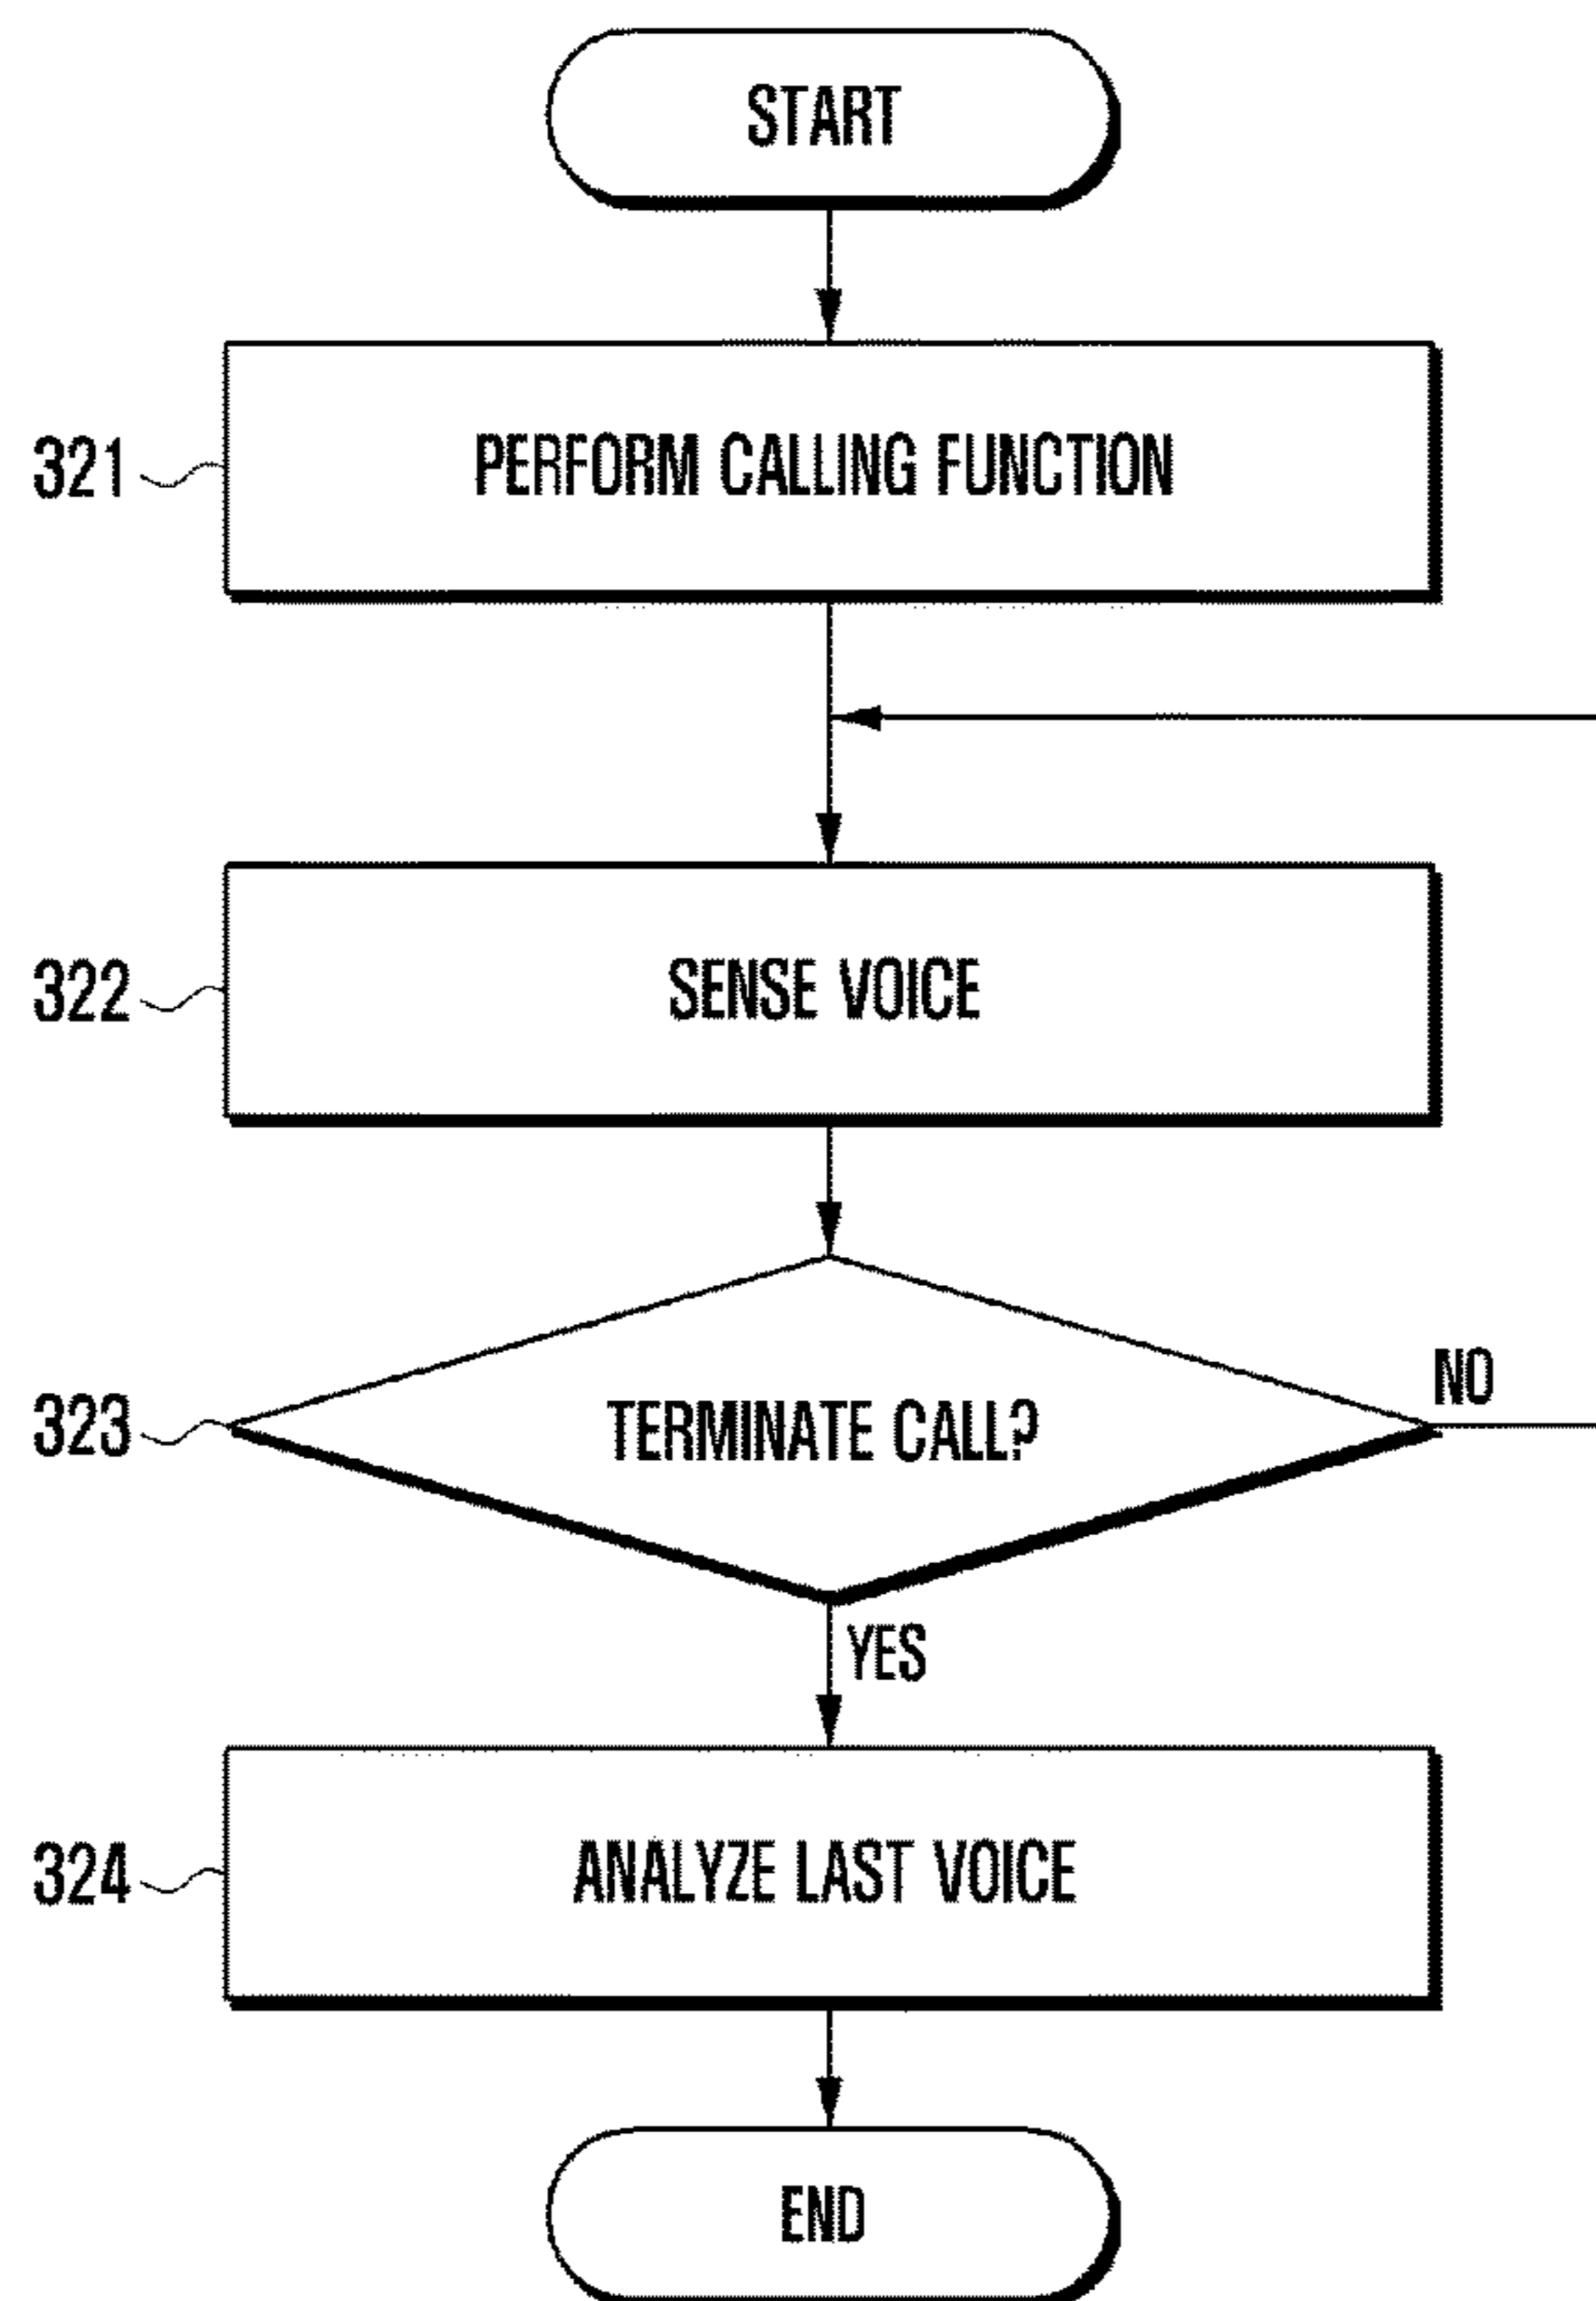 START
321 PERFORM CALLING FUNCTION
322 SENSE VOICE
323 TERMINATE CALL?
NO
YES
324 ANALYZE LAST VOICE
END